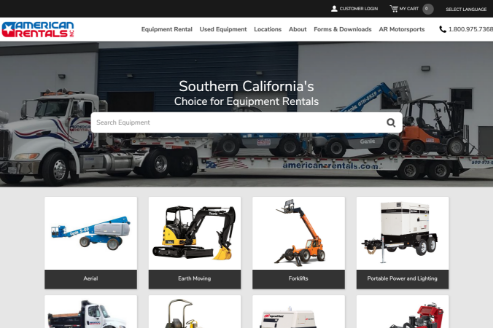 CUSTOMER LOGIN
MY CART
0
SELECT LANGUAGE
AMERICAN
RENTALS INC
Equipment Rental
Used Equipment
Locations
About
Forms & Downloads
AR Motorsports
1.800.975.7368
Southern California's
Choice for Equipment Rentals
Search Equipment
Genie
americanrentals.com
Aerial
Earth Moving
Forklifts
Portable Power and Lighting